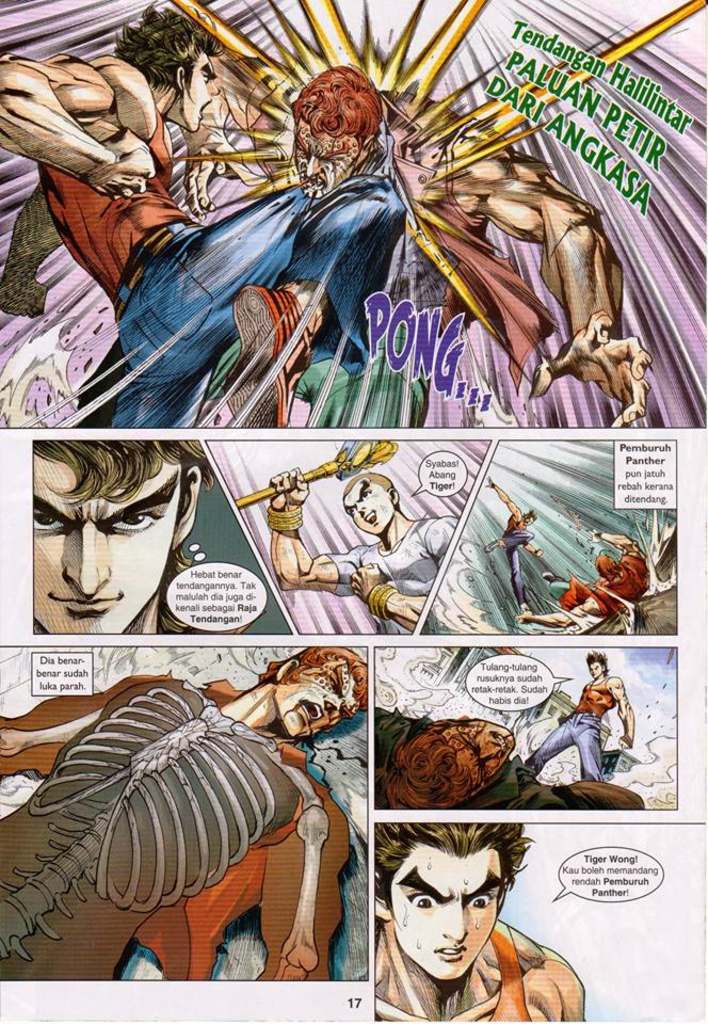 Tendangan Halilintar
PALUAN PETIR
DARI ANGKASA
PONG...
Hebat benar
tendangannya. Tak
malulah dia juga di-
kenali sebagai Raja
Tendangan!
Syabas!
Abang
Tiger!
Pemburuh
Panther
pun jatuh
rebah kerana
ditendang.
Dia benar-
benar sudah
luka parah.
Tulang-tulang
rusuknya sudah
retak-retak. Sudah
habis dia!
Tiger Wong!
Kau boleh memandang
rendah Pemburuh
Panther!
17